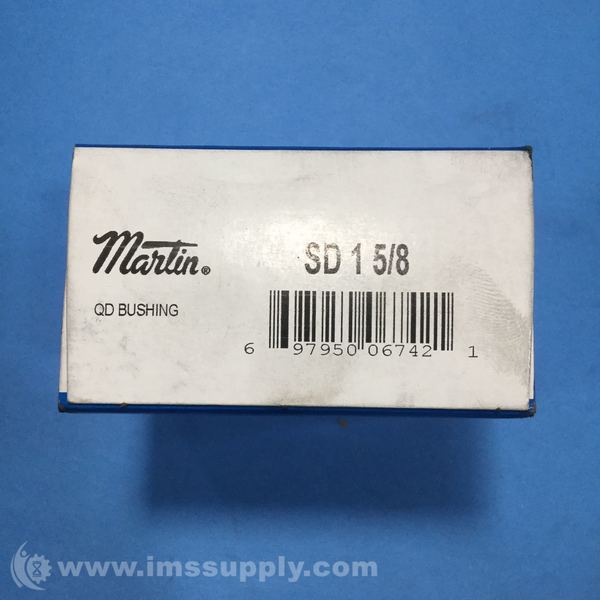 Martin®
SD 1 5/8
QD BUSHING
6 97950 06742 1
www.imssupply.com